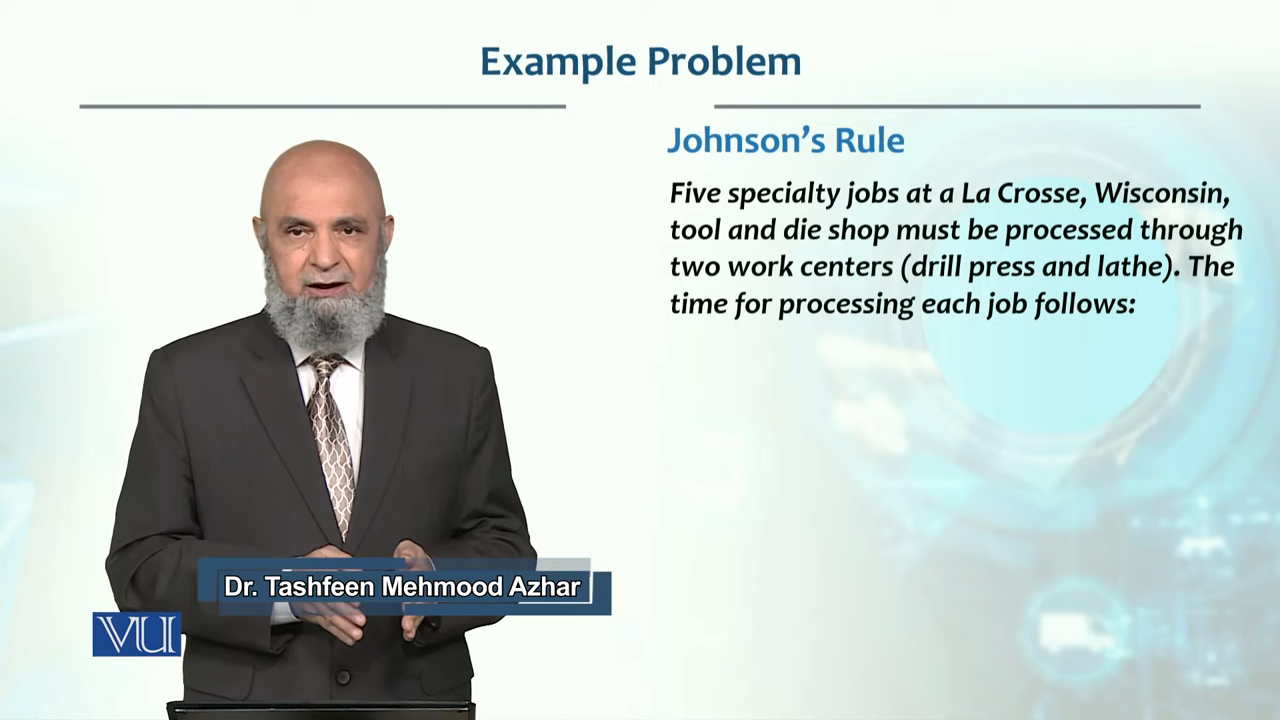 Example Problem
Johnson's Rule
Five specialty jobs at a La Crosse, Wisconsin,
tool and die shop must be processed through
two work centers (drill press and lathe). The
time for processing each job follows:
Dr. Tashfeen Mehmood Azhar
VU